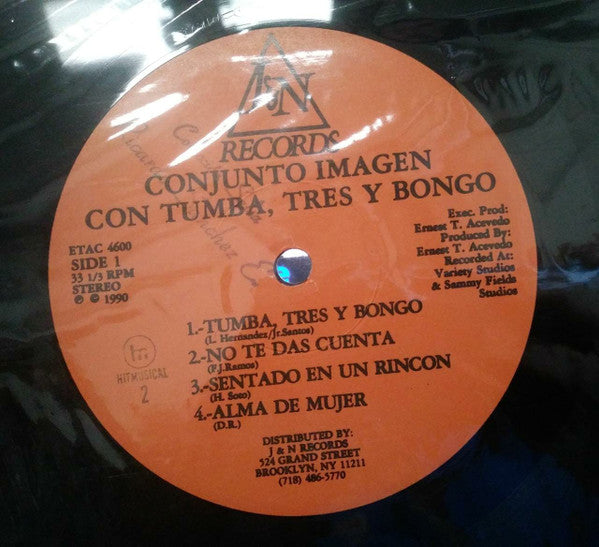 J&N
RECORDS
CONJUNTO IMAGEN
CON TUMBA, TRES Y BONGO
ETAC 4600
SIDE 1
33 1/3 RPM
STEREO
℗ © 1990
Exec. Prod:
Ernest T. Acevedo
Produced By:
Ernest T. Acevedo
Recorded At:
Variety Studios
& Sammy Fields
Studios
1.-TUMBA, TRES Y BONGO
(L. Hernandez/Jr.Santos)
2.-NO TE DAS CUENTA
(F.J.Ramos)
3.-SENTADO EN UN RINCON
(H. Soto)
4.-ALMA DE MUJER
(D.R.)
HITMUSICAL
2
DISTRIBUTED BY:
J & N RECORDS
524 GRAND STREET
BROOKLYN, NY 11211
(718) 486-5770